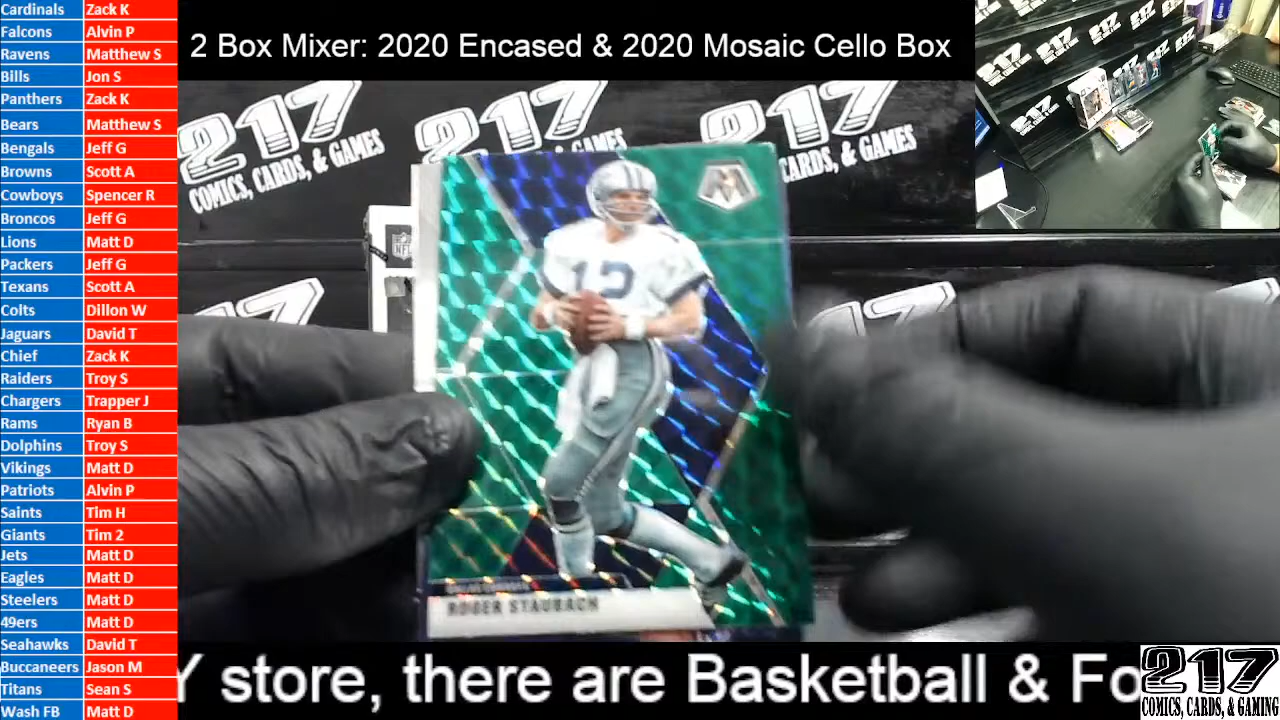 Cardinals Zack K
Falcons Alvin P
Ravens Matthew S
Bills Jon S
Panthers Zack K
Bears Matthew S
Bengals Jeff G
Browns Scott A
Cowboys Spencer R
Broncos Jeff G
Lions Matt D
Packers Jeff G
Texans Scott A
Colts Dillon W
Jaguars David T
Chief Zack K
Raiders Troy S
Chargers Trapper J
Rams Ryan B
Dolphins Troy S
Vikings Matt D
Patriots Alvin P
Saints Tim H
Giants Tim 2
Jets Matt D
Eagles Matt D
Steelers Matt D
49ers Matt D
Seahawks David T
Buccaneers Jason M
Titans Sean S
Wash FB Matt D
2 Box Mixer: 2020 Encased & 2020 Mosaic Cello Box
217
COMICS, CARDS, & GAMES
217
217
CARDS, & GAMES
NFL
M
12
ROGER STAUBACH
217
217
Y store, there are Basketball & Fo
217
COMICS, CARDS, & GAMING